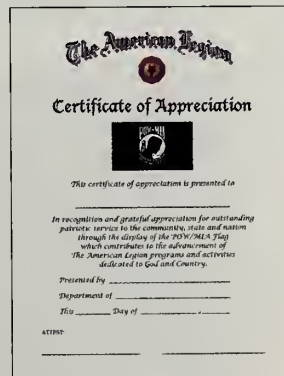 The American Legion
Certificate of Appreciation
POW-MIA
This certificate of appreciation is presented to
In recognition and grateful appreciation for outstanding
patriotic service to the community, state and nation
through the display of the POW/MIA Flag
which contributes to the advancement of
The American Legion programs and activities
dedicated to God and Country.
Presented by
Department of
This Day of ,
ATTEST: